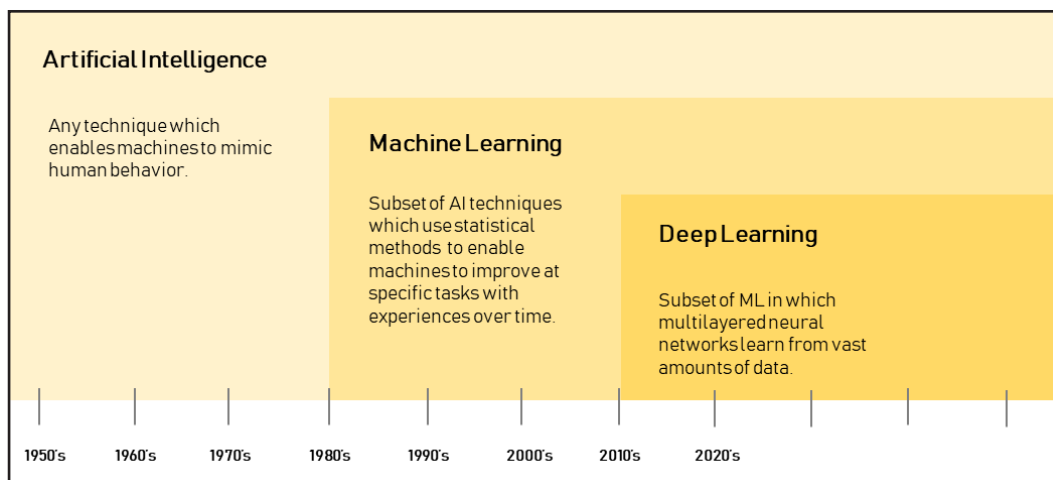 Artificial Intelligence
Any technique which
enables machines to mimic
human behavior.
Machine Learning
Subset of AI techniques
which use statistical
methods to enable
machines to improve at
specific tasks with
experiences over time.
Deep Learning
Subset of ML in which
multilayered neural
networks learn from vast
amounts of data.
1950's 1960's 1970's 1980's 1990's 2000's 2010's 2020's